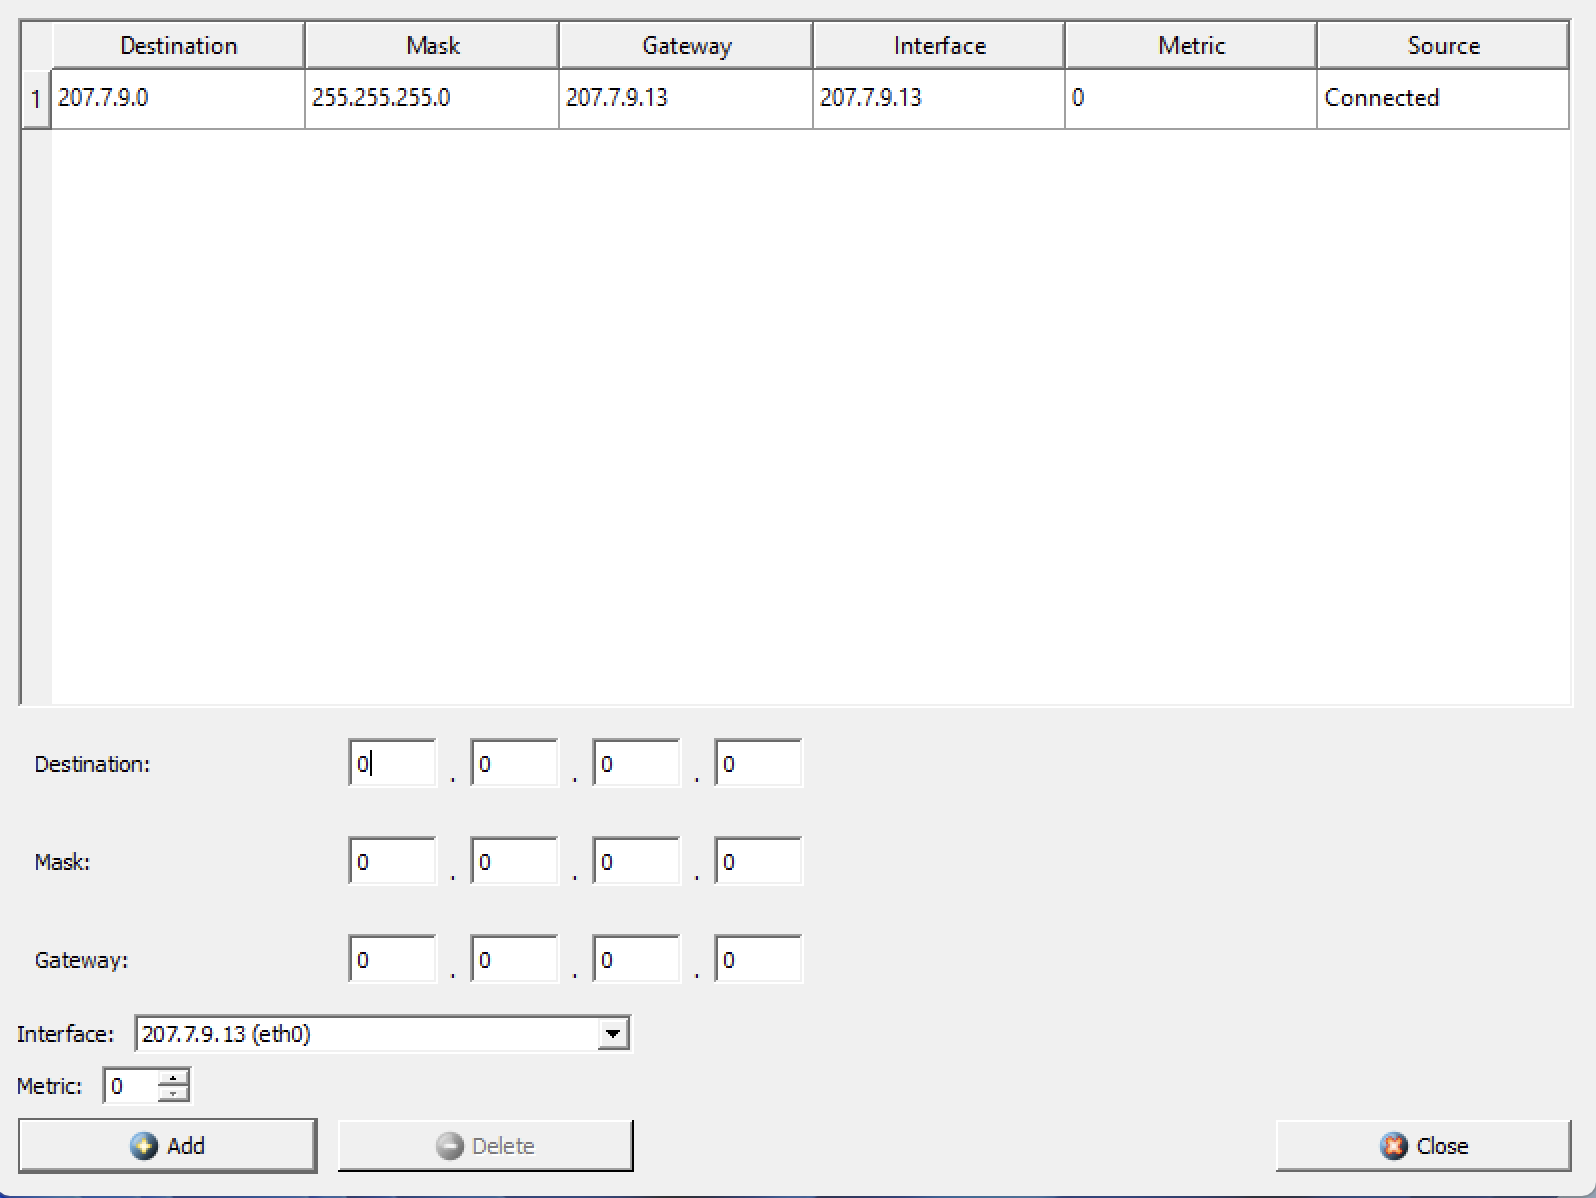 Destination Mask Gateway Interface Metric Source
1 207.7.9.0 255.255.255.0 207.7.9.13 207.7.9.13 0 Connected
Destination: 0 . 0 . 0 . 0
Mask: 0 . 0 . 0 . 0
Gateway: 0 . 0 . 0 . 0
Interface: 207.7.9.13 (eth0)
Metric: 0
Add Delete Close